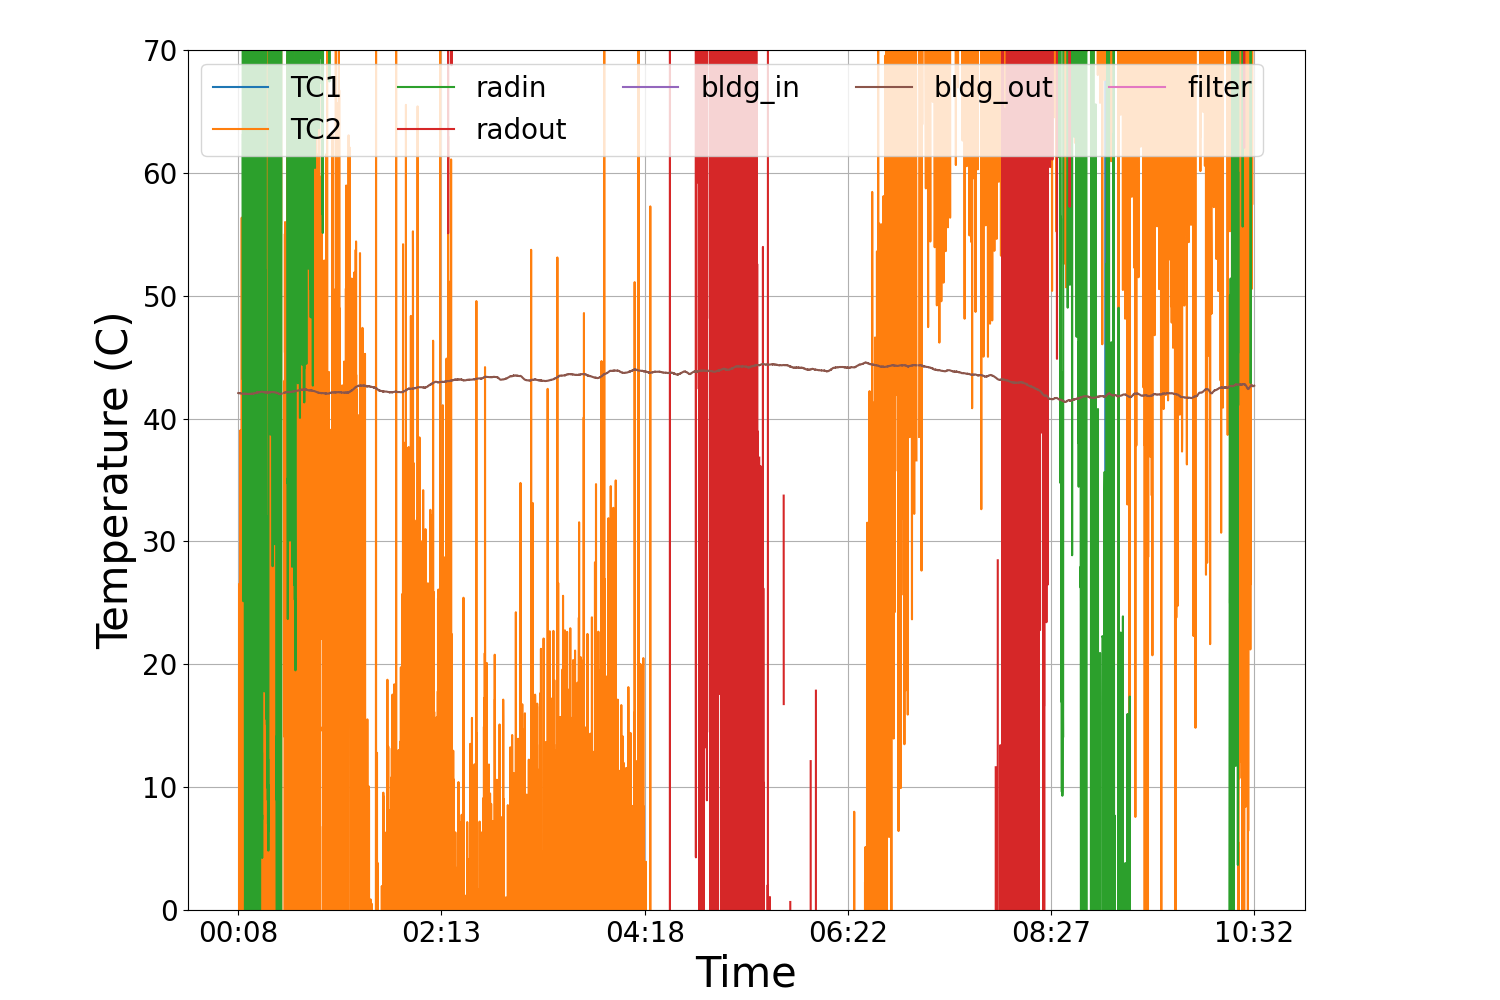 70
60
50
40
30
20
10
0
Temperature (C)
TC1
TC2
radin
radout
bldg_in
bldg_out
filter
00:08
02:13
04:18
06:22
08:27
10:32
Time